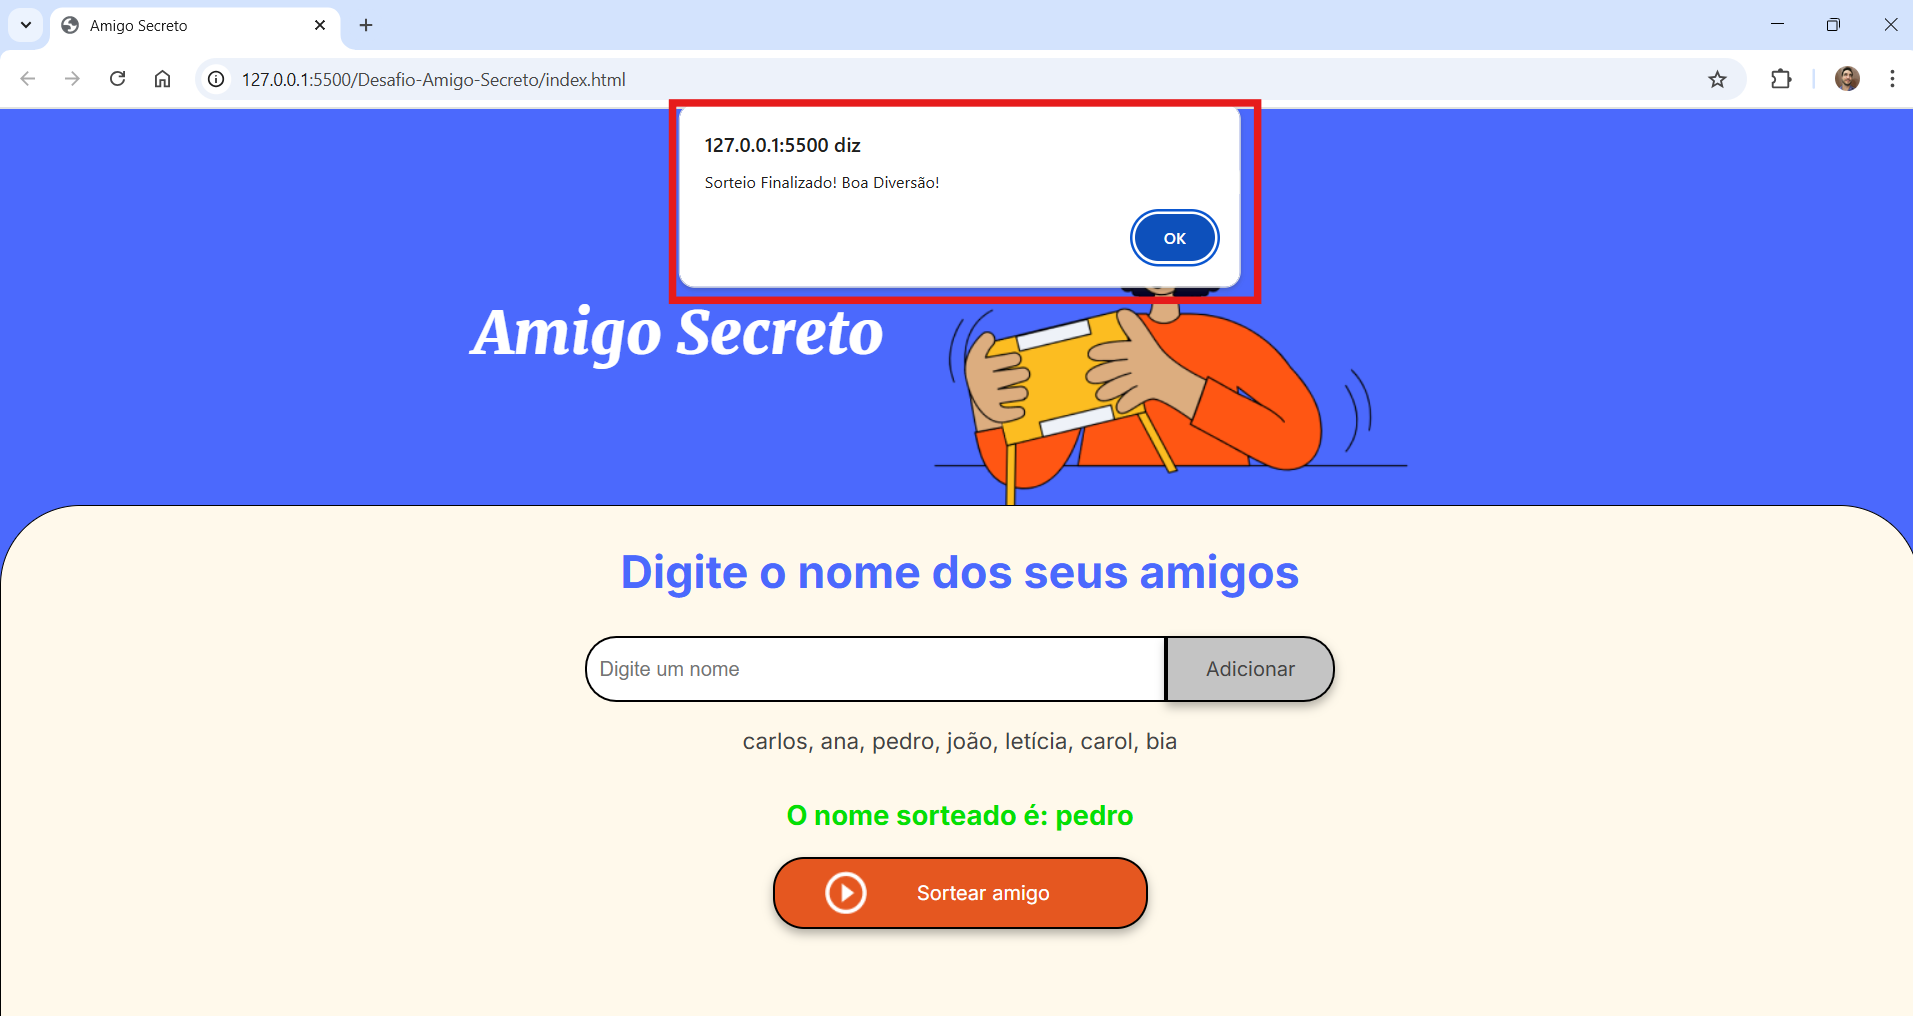 Amigo Secreto
127.0.0.1:5500/Desafio-Amigo-Secreto/index.html
127.0.0.1:5500 diz
Sorteio Finalizado! Boa Diversão!
OK
Amigo Secreto
Digite o nome dos seus amigos
Digite um nome
Adicionar
carlos, ana, pedro, joão, letícia, carol, bia
O nome sorteado é: pedro
Sortear amigo